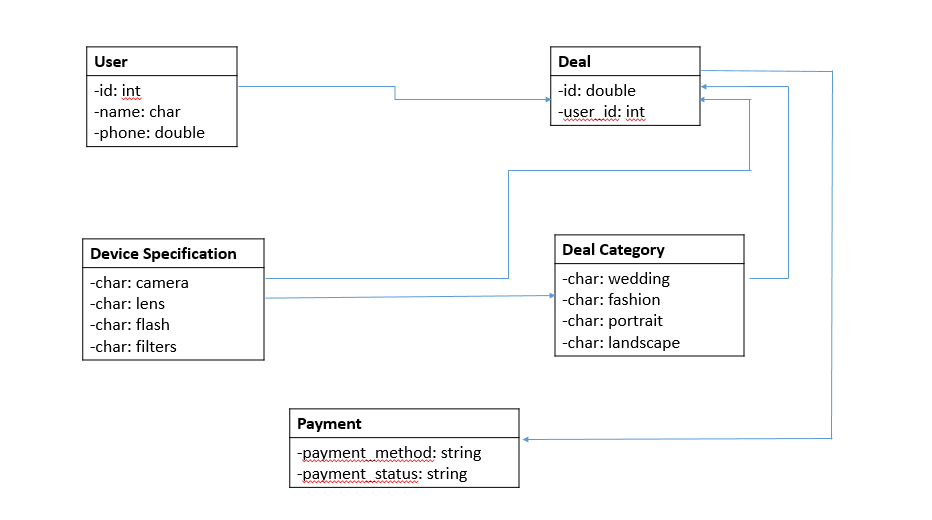 User
-id: int
-name: char
-phone: double
Deal
-id: double
-user_id: int
Device Specification
-char: camera
-char: lens
-char: flash
-char: filters
Deal Category
-char: wedding
-char: fashion
-char: portrait
-char: landscape
Payment
-payment_method: string
-payment_status: string